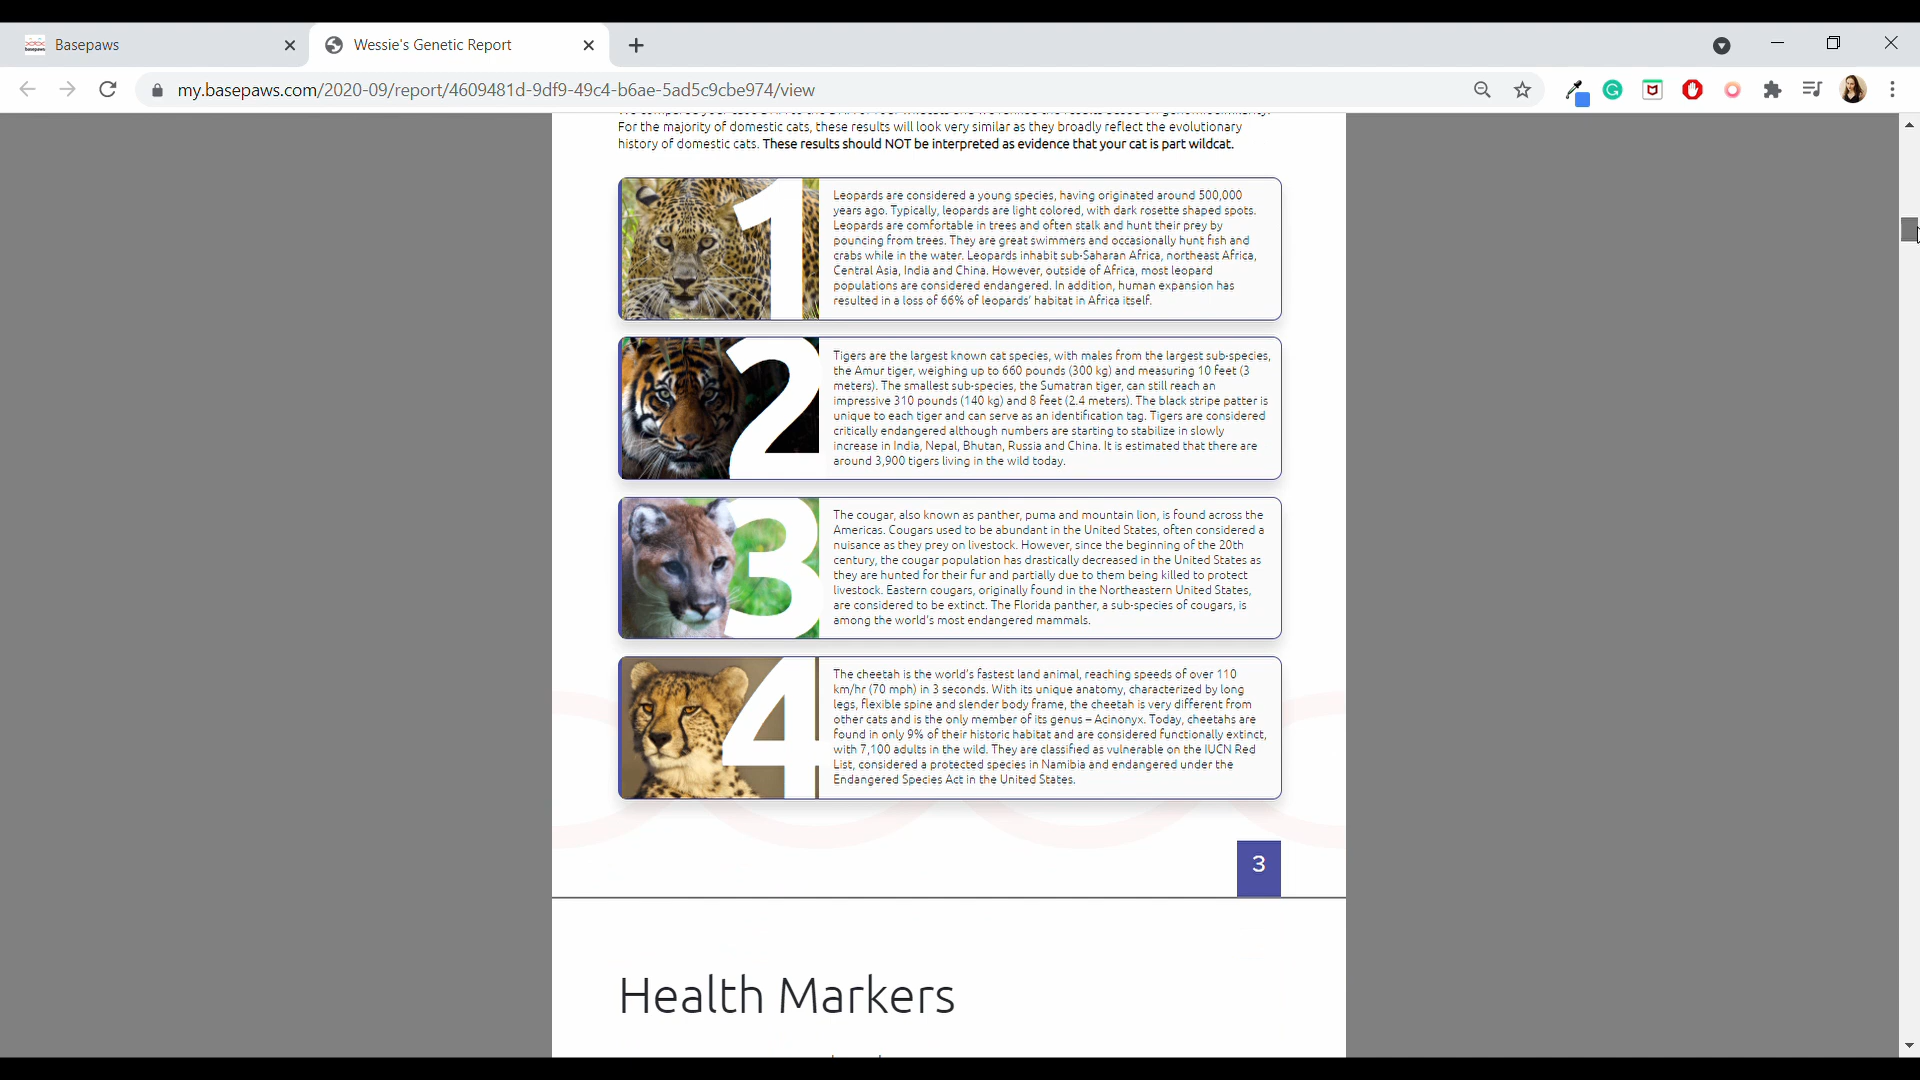 Basepaws
Wessie's Genetic Report
my.basepaws.com/2020-09/report/4609481d-9df9-49c4-b6ae-5ad5c9cbe974/view
For the majority of domestic cats, these results will look very similar as they broadly reflect the evolutionary
history of domestic cats. These results should NOT be interpreted as evidence that your cat is part wildcat.
1
Leopards are considered a young species, having originated around 500,000
years ago. Typically, leopards are light colored, with dark rosette shaped spots.
Leopards are comfortable in trees and often stalk and hunt their prey by
pouncing from trees. They are great swimmers and occasionally hunt fish and
crabs while in the water. Leopards inhabit sub-Saharan Africa, northeast Africa,
Central Asia, India and China. However, outside of Africa, most leopard
populations are considered endangered. In addition, human expansion has
resulted in a loss of 66% of leopards' habitat in Africa itself.
2
Tigers are the largest known cat species, with males from the largest sub-species,
the Amur tiger, weighing up to 660 pounds (300 kg) and measuring 10 feet (3
meters). The smallest sub-species, the Sumatran tiger, can still reach an
impressive 310 pounds (140 kg) and 8 feet (2.4 meters). The black stripe patter is
unique to each tiger and can serve as an identification tag. Tigers are considered
critically endangered although numbers are starting to stabilize in slowly
increase in India, Nepal, Bhutan, Russia and China. It is estimated that there are
around 3,900 tigers living in the wild today.
3
The cougar, also known as panther, puma and mountain lion, is found across the
Americas. Cougars used to be abundant in the United States, often considered a
nuisance as they prey on livestock. However, since the beginning of the 20th
century, the cougar population has drastically decreased in the United States as
they are hunted for their fur and partially due to them being killed to protect
livestock. Eastern cougars, originally found in the Northeastern United States,
are considered to be extinct. The Florida panther, a sub-species of cougars, is
among the world's most endangered mammals.
4
The cheetah is the world's fastest land animal, reaching speeds of over 110
km/hr (70 mph) in 3 seconds. With its unique anatomy, characterized by long
legs, flexible spine and slender body frame, the cheetah is very different from
other cats and is the only member of its genus – Acinonyx. Today, cheetahs are
found in only 9% of their historic habitat and are considered functionally extinct,
with 7,100 adults in the wild. They are classified as vulnerable on the IUCN Red
List, considered a protected species in Namibia and endangered under the
Endangered Species Act in the United States.
3
Health Markers